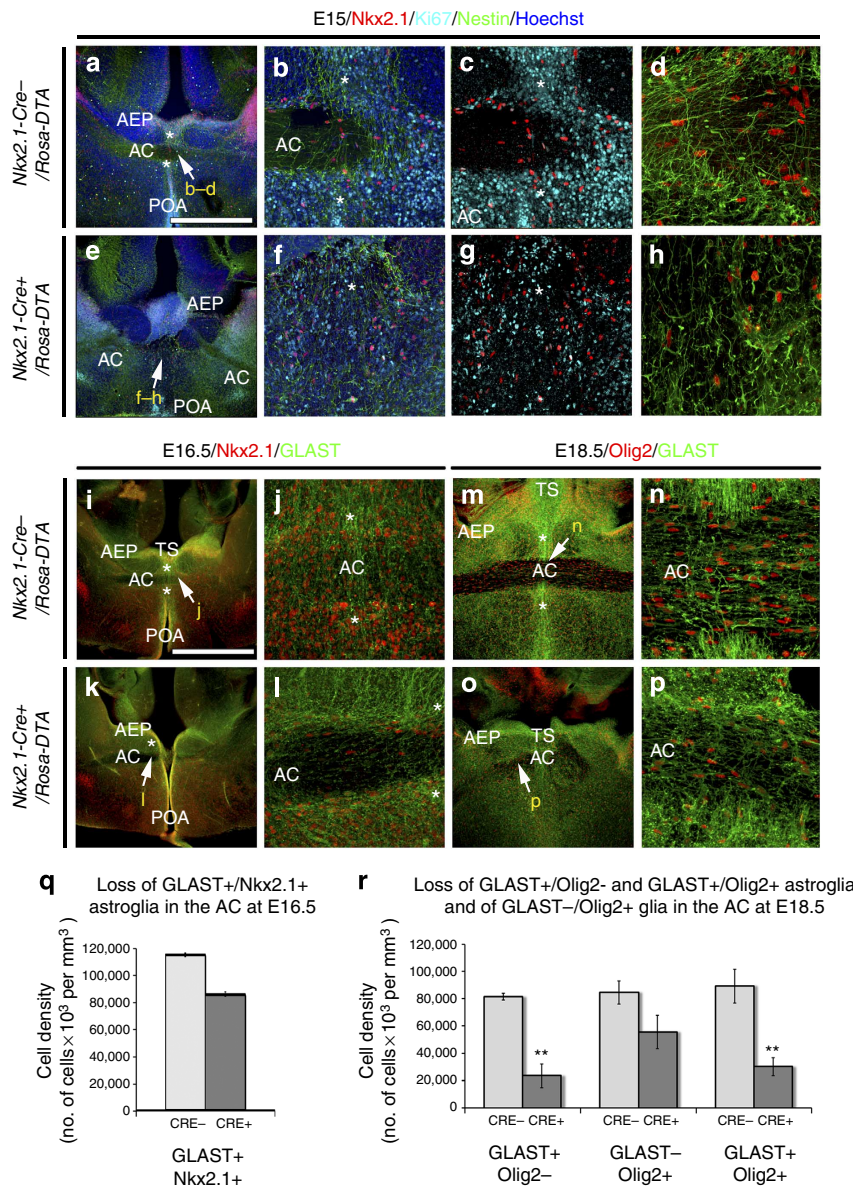 E15/Nkx2.1/Ki67/Nestin/Hoechst
Nkx2.1-Cre–
/Rosa-DTA
a
AEP
*
AC
*
b–d
POA
b
*
AC
*
c
*
*
AC
d
Nkx2.1-Cre+
/Rosa-DTA
e
AEP
AC
AC
f–h
POA
f
*
g
*
h
E16.5/Nkx2.1/GLAST
E18.5/Olig2/GLAST
Nkx2.1-Cre–
/Rosa-DTA
i
AEP
TS
*
AC
*
j
POA
j
*
AC
*
m
TS
AEP
n
*
AC
*
n
AC
Nkx2.1-Cre+
/Rosa-DTA
k
AEP
*
AC
l
POA
l
*
AC
*
o
AEP
TS
AC
p
p
AC
q
Loss of GLAST+/Nkx2.1+
astroglia in the AC at E16.5
Cell density
(no. of cells×10³ per mm³)
120,000
100,000
80,000
60,000
40,000
20,000
0
CRE– CRE+
GLAST+
Nkx2.1+
r
Loss of GLAST+/Olig2- and GLAST+/Olig2+ astroglia
and of GLAST–/Olig2+ glia in the AC at E18.5
Cell density
(no. of cells×10³ per mm³)
120,000
100,000
80,000
60,000
40,000
20,000
0
**
**
CRE– CRE+
CRE– CRE+
CRE– CRE+
GLAST+
Olig2–
GLAST–
Olig2+
GLAST+
Olig2+